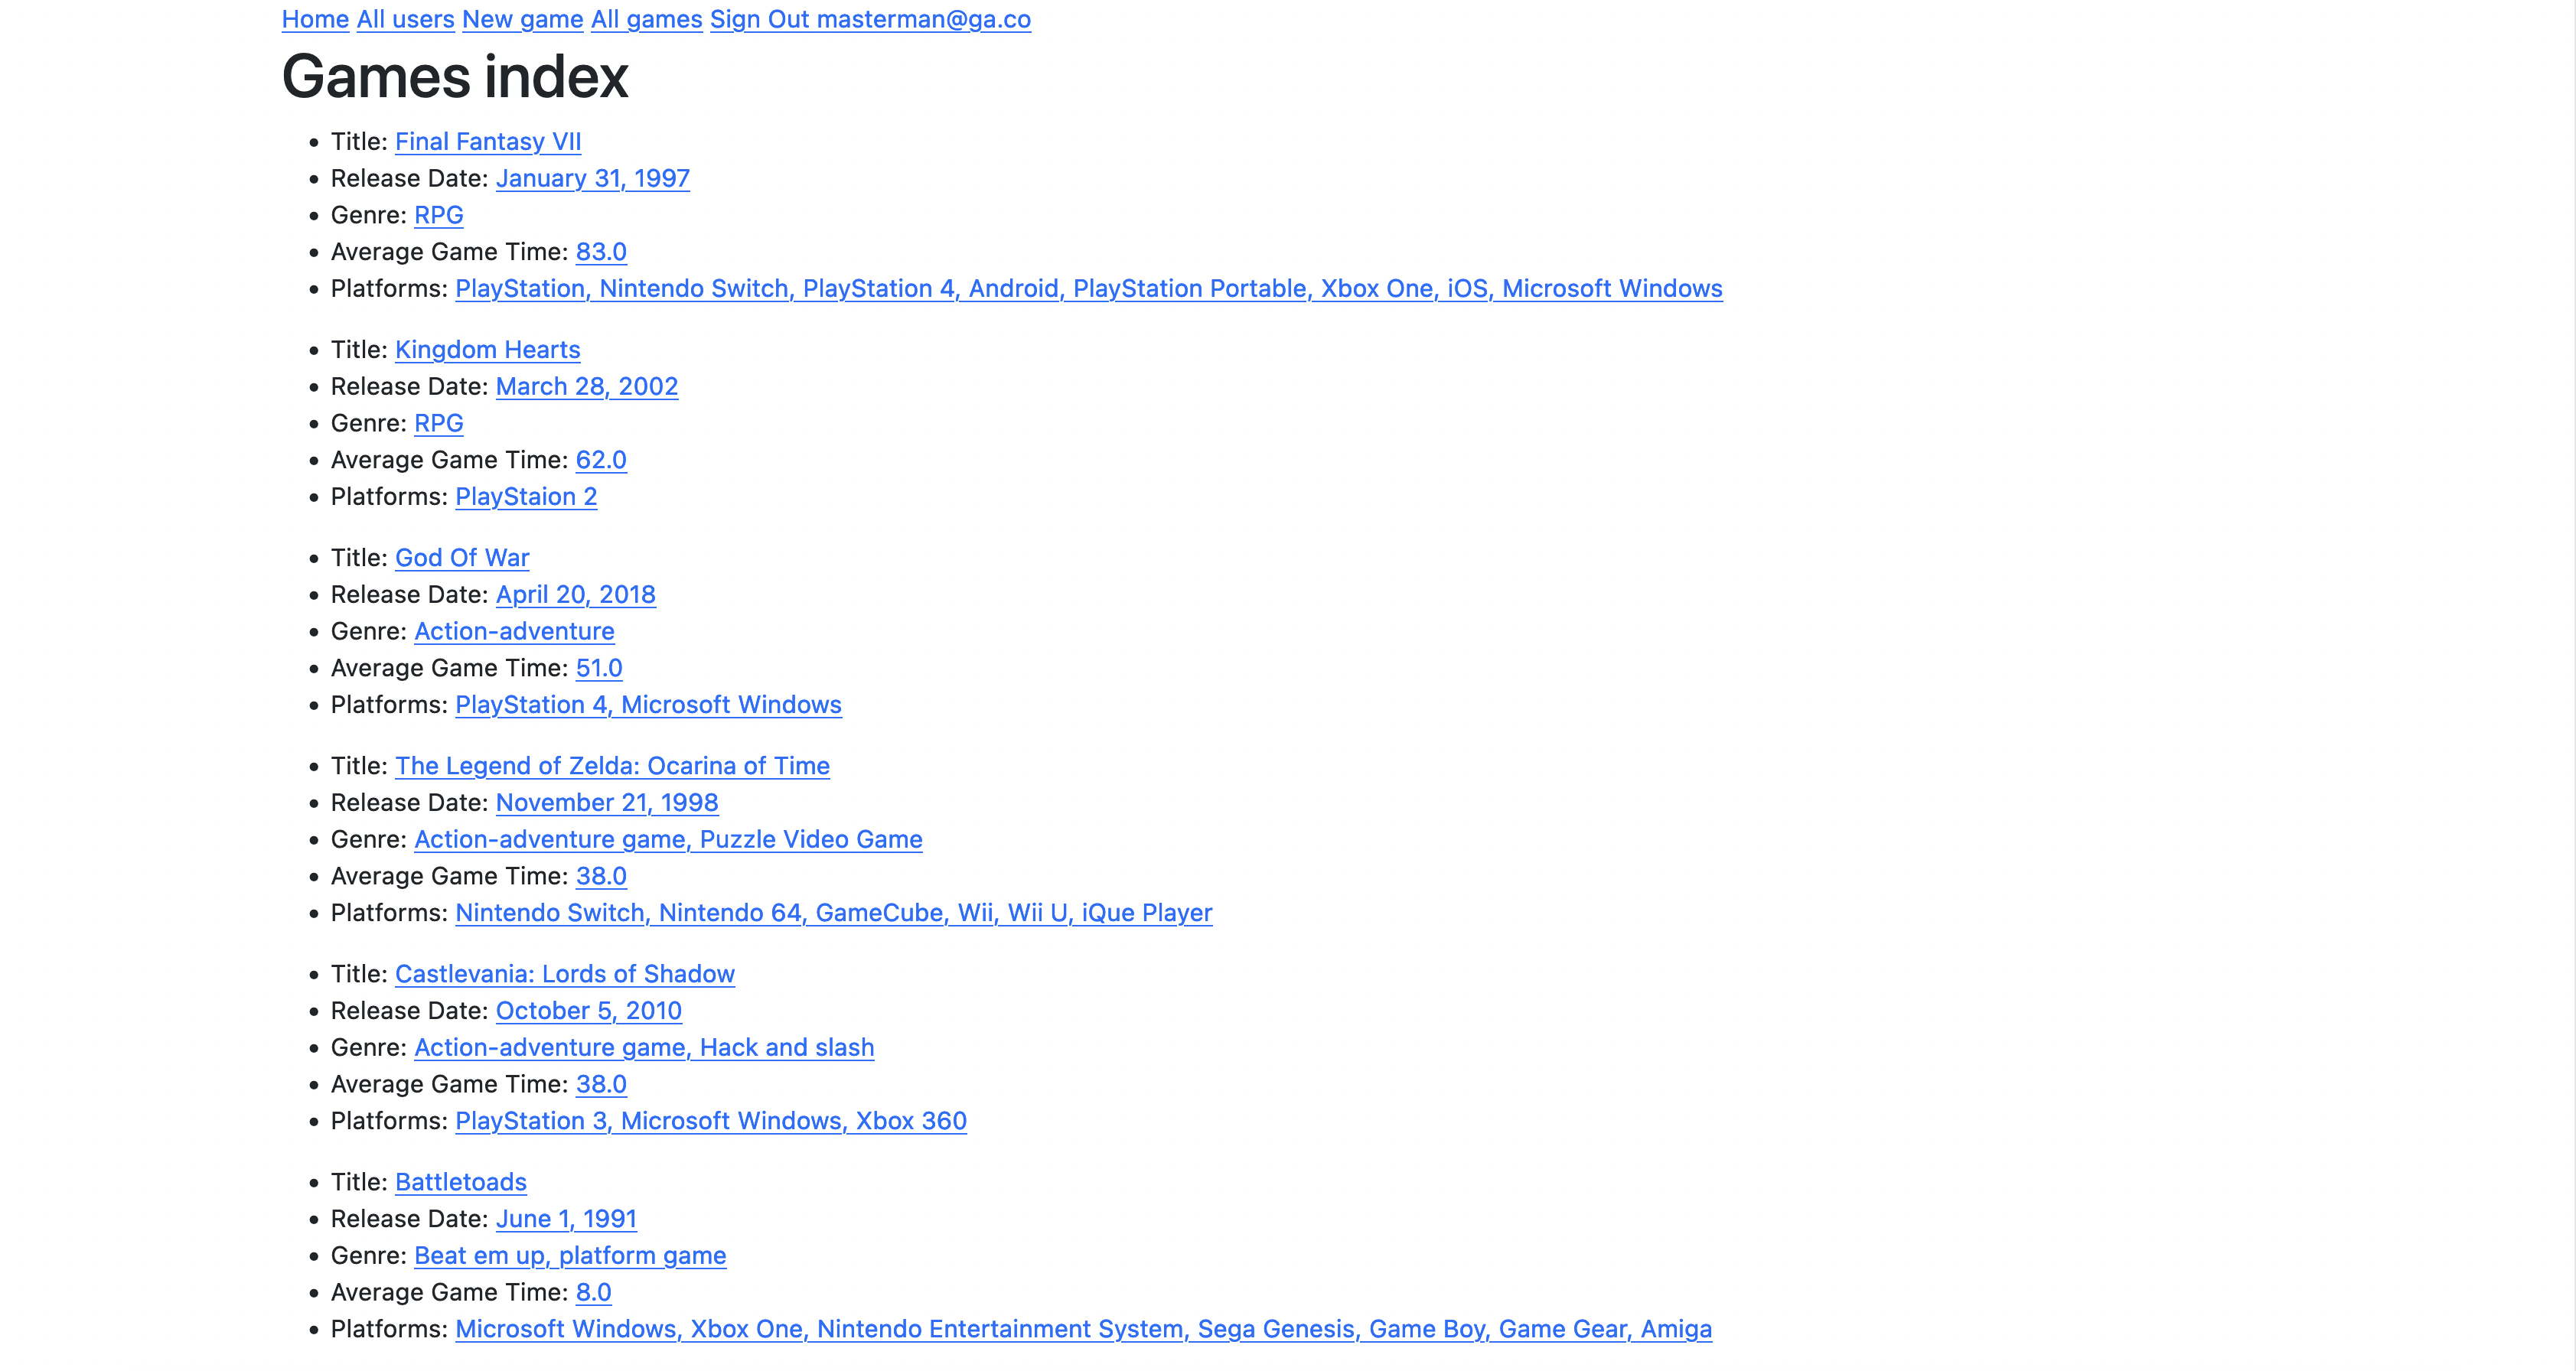 Home All users New game All games Sign Out masterman@ga.co
Games index
Title: Final Fantasy VII
Release Date: January 31, 1997
Genre: RPG
Average Game Time: 83.0
Platforms: PlayStation, Nintendo Switch, PlayStation 4, Android, PlayStation Portable, Xbox One, iOS, Microsoft Windows
Title: Kingdom Hearts
Release Date: March 28, 2002
Genre: RPG
Average Game Time: 62.0
Platforms: PlayStaion 2
Title: God Of War
Release Date: April 20, 2018
Genre: Action-adventure
Average Game Time: 51.0
Platforms: PlayStation 4, Microsoft Windows
Title: The Legend of Zelda: Ocarina of Time
Release Date: November 21, 1998
Genre: Action-adventure game, Puzzle Video Game
Average Game Time: 38.0
Platforms: Nintendo Switch, Nintendo 64, GameCube, Wii, Wii U, iQue Player
Title: Castlevania: Lords of Shadow
Release Date: October 5, 2010
Genre: Action-adventure game, Hack and slash
Average Game Time: 38.0
Platforms: PlayStation 3, Microsoft Windows, Xbox 360
Title: Battletoads
Release Date: June 1, 1991
Genre: Beat em up, platform game
Average Game Time: 8.0
Platforms: Microsoft Windows, Xbox One, Nintendo Entertainment System, Sega Genesis, Game Boy, Game Gear, Amiga